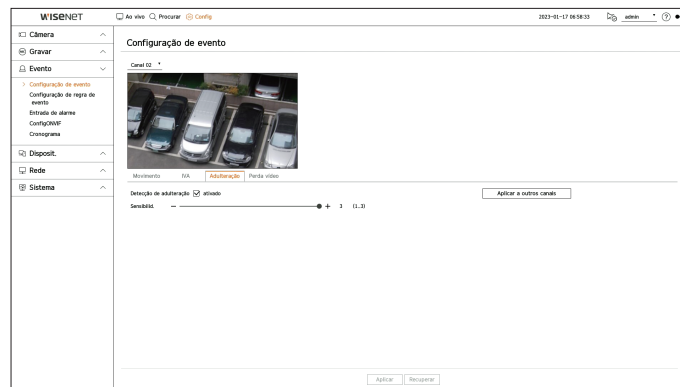 WISENET
Ao vivo Procurar Config
2023-01-17 06:58:33 admin ?
Câmera
Gravar
Evento
> Configuração de evento
Configuração de regra de
evento
Entrada de alarme
ConfigONVIF
Cronograma
Disposit.
Rede
Sistema
Configuração de evento
Canal 02
Movimento IVA Adulteração Perda vídeo
Detecção de adulteração ativado
Aplicar a outros canais
Sensibilid. 3 (1..3)
Aplicar Recuperar